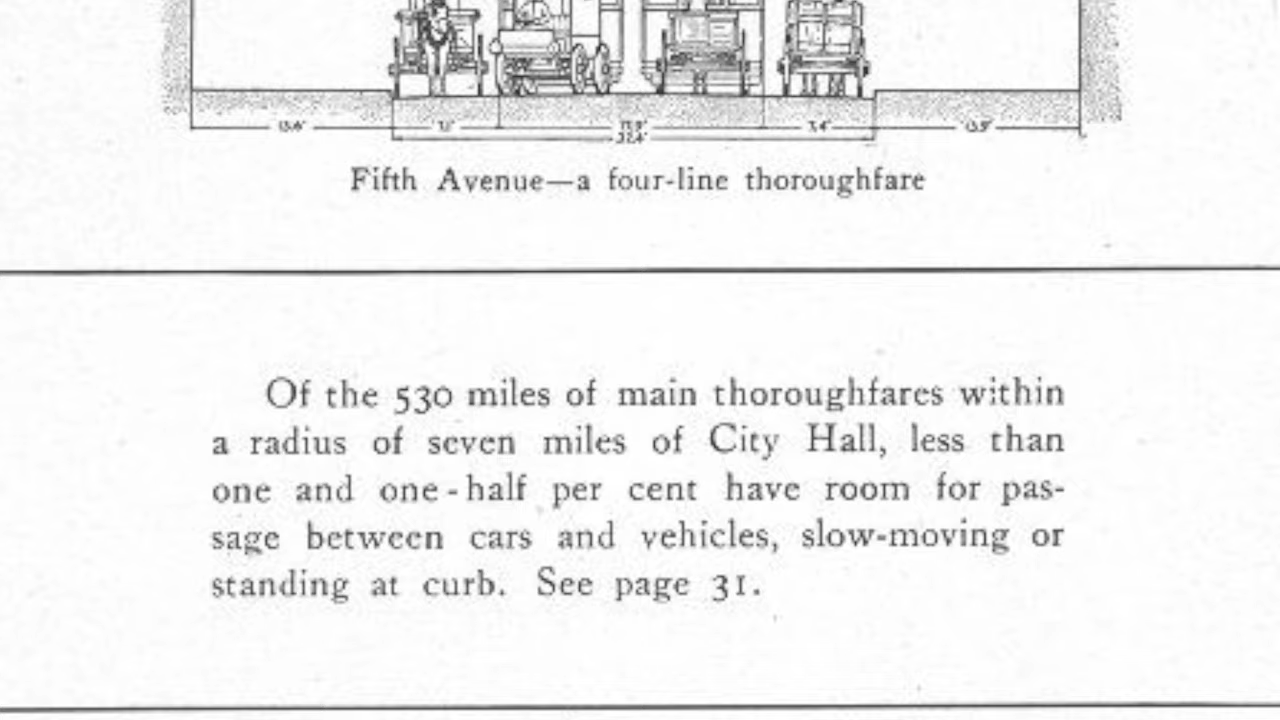 Fifth Avenue—a four-line thoroughfare
Of the 530 miles of main thoroughfares within
a radius of seven miles of City Hall, less than
one and one-half per cent have room for pas-
sage between cars and vehicles, slow-moving or
standing at curb. See page 31.